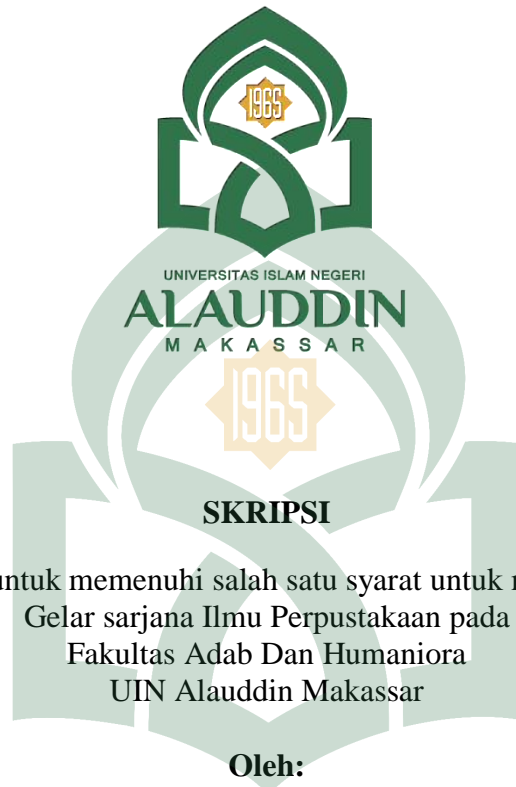 1965
UNIVERSITAS ISLAM NEGERI
ALAUDDIN
MAKASSAR
1965
SKRIPSI
untuk memenuhi salah satu syarat untuk
Gelar sarjana Ilmu Perpustakaan pada
Fakultas Adab Dan Humaniora
UIN Alauddin Makassar
Oleh: